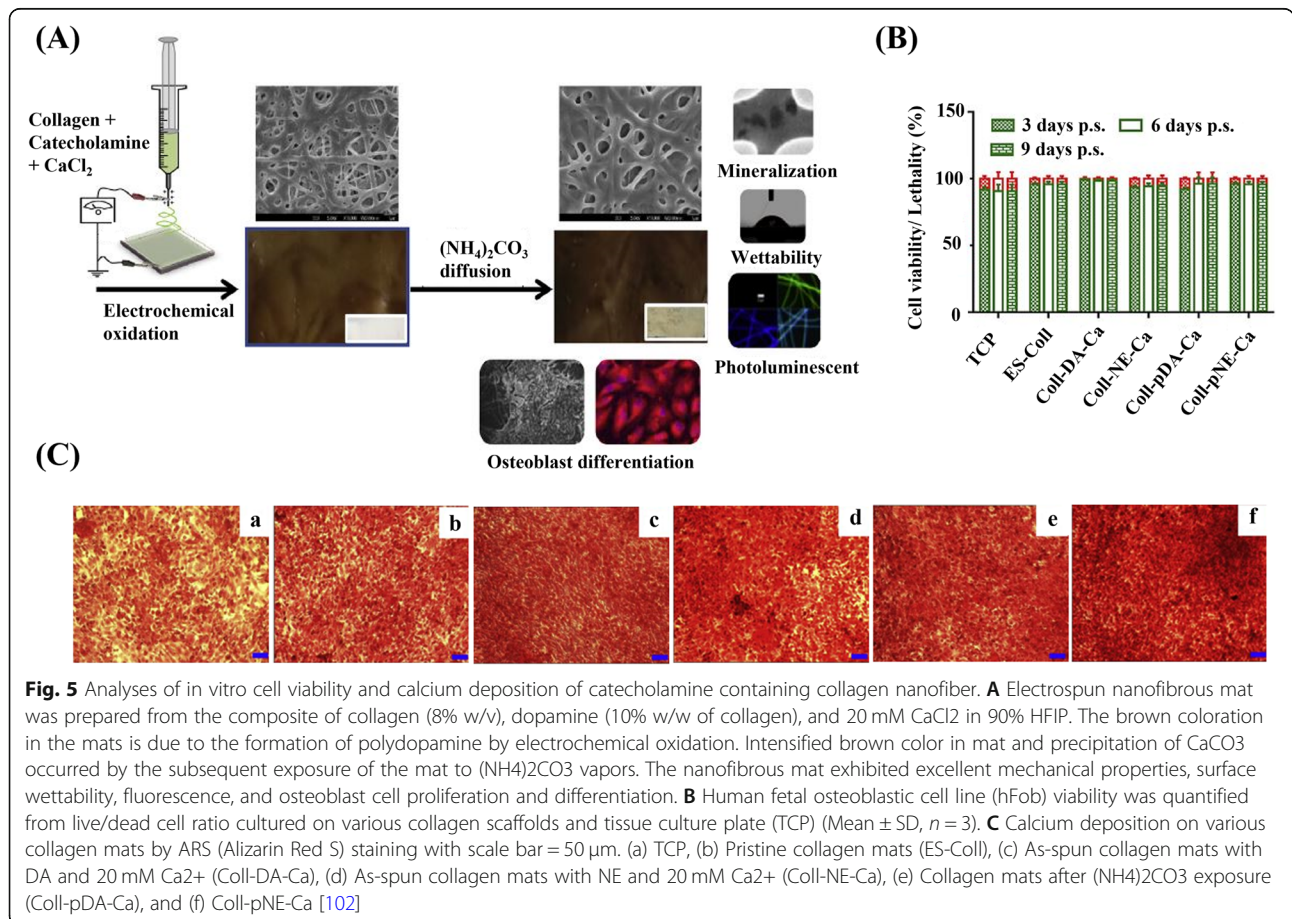 (A)
Collagen +
Catecholamine
+ CaCl2
Electrochemical
oxidation
(NH4)2CO3
diffusion
Mineralization
Wettability
Photoluminescent
Osteoblast differentiation
(B)
Cell viability/ Lethality (%)
150
100
50
0
3 days p.s.
6 days p.s.
9 days p.s.
TCP
ES-Coll
Coll-DA-Ca
Coll-NE-Ca
Coll-pDA-Ca
Coll-pNE-Ca
(C)
a
b
c
d
e
f
Fig. 5 Analyses of in vitro cell viability and calcium deposition of catecholamine containing collagen nanofiber. A Electrospun nanofibrous mat
was prepared from the composite of collagen (8% w/v), dopamine (10% w/w of collagen), and 20 mM CaCl2 in 90% HFIP. The brown coloration
in the mats is due to the formation of polydopamine by electrochemical oxidation. Intensified brown color in mat and precipitation of CaCO3
occurred by the subsequent exposure of the mat to (NH4)2CO3 vapors. The nanofibrous mat exhibited excellent mechanical properties, surface
wettability, fluorescence, and osteoblast cell proliferation and differentiation. B Human fetal osteoblastic cell line (hFob) viability was quantified
from live/dead cell ratio cultured on various collagen scaffolds and tissue culture plate (TCP) (Mean ± SD, n = 3). C Calcium deposition on various
collagen mats by ARS (Alizarin Red S) staining with scale bar = 50 μm. (a) TCP, (b) Pristine collagen mats (ES-Coll), (c) As-spun collagen mats with
DA and 20 mM Ca2+ (Coll-DA-Ca), (d) As-spun collagen mats with NE and 20 mM Ca2+ (Coll-NE-Ca), (e) Collagen mats after (NH4)2CO3 exposure
(Coll-pDA-Ca), and (f) Coll-pNE-Ca [102]